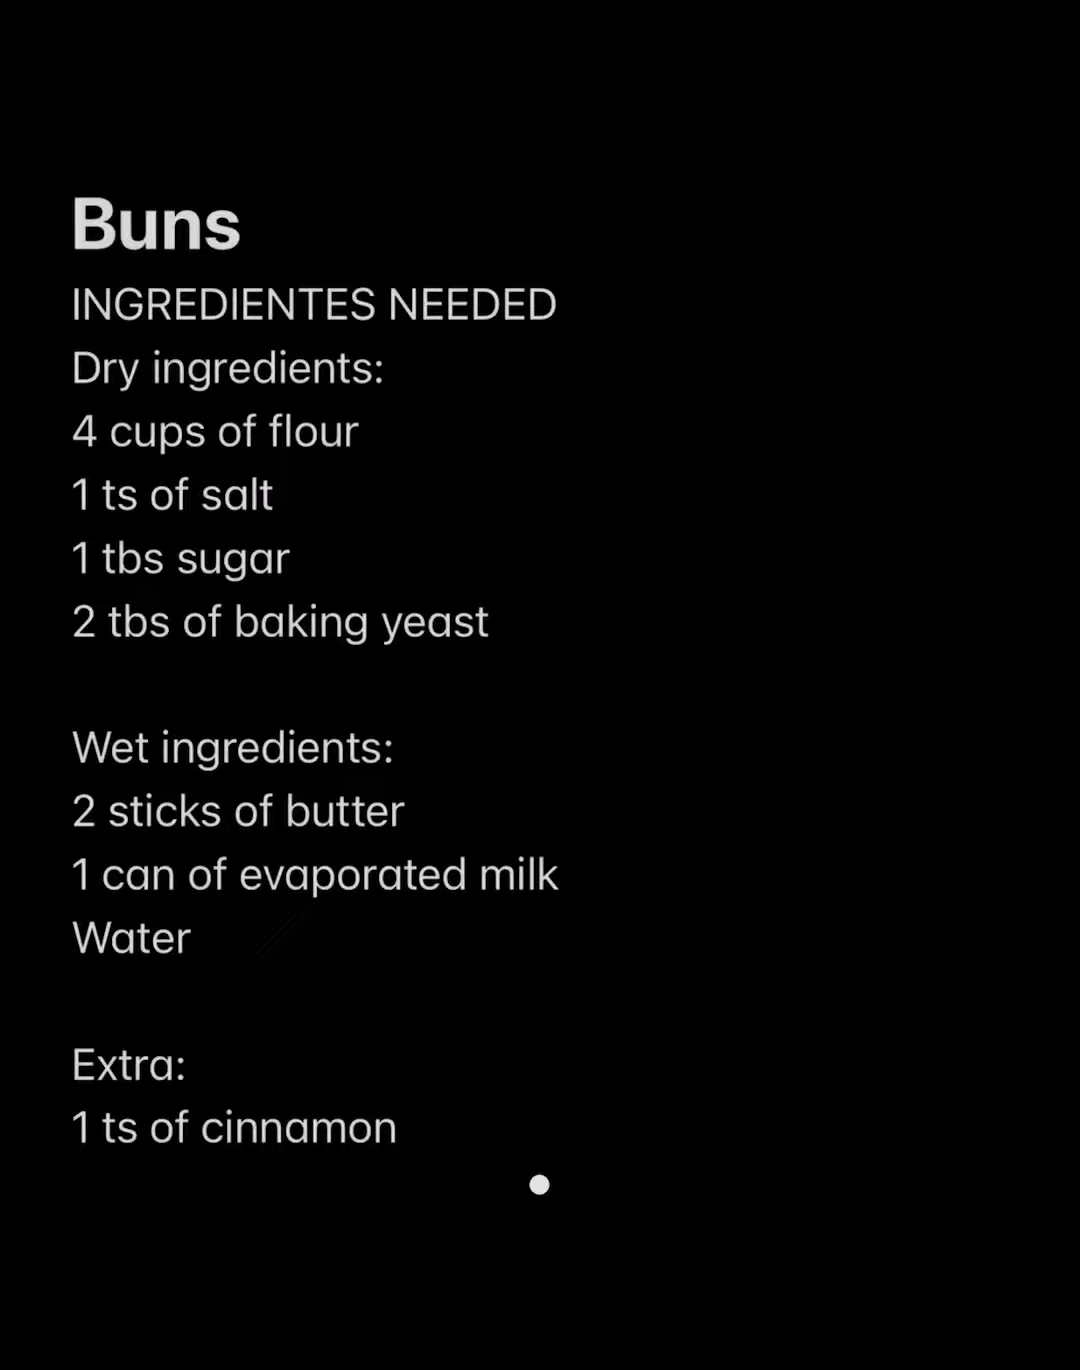 Buns
INGREDIENTES NEEDED
Dry ingredients:
4 cups of flour
1 ts of salt
1 tbs sugar
2 tbs of baking yeast
Wet ingredients:
2 sticks of butter
1 can of evaporated milk
Water
Extra:
1 ts of cinnamon